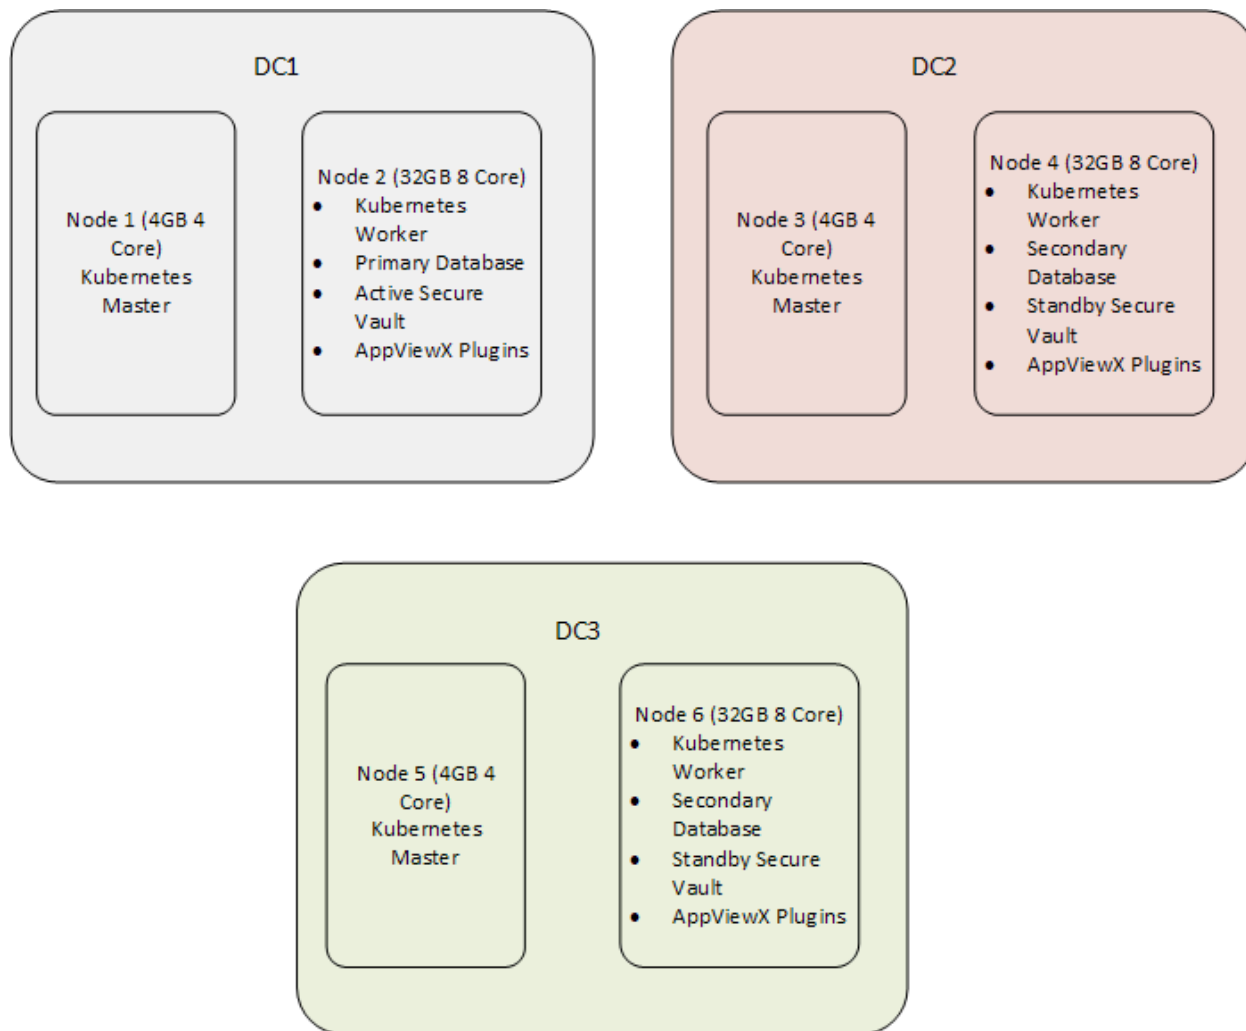 DC1
Node 1 (4GB 4
Core)
Kubernetes
Master
Node 2 (32GB 8 Core)
• Kubernetes
Worker
• Primary Database
• Active Secure
Vault
• AppViewX Plugins
DC2
Node 3 (4GB 4
Core)
Kubernetes
Master
Node 4 (32GB 8 Core)
• Kubernetes
Worker
• Secondary
Database
• Standby Secure
Vault
• AppViewX Plugins
DC3
Node 5 (4GB 4
Core)
Kubernetes
Master
Node 6 (32GB 8 Core)
• Kubernetes
Worker
• Secondary
Database
• Standby Secure
Vault
• AppViewX Plugins